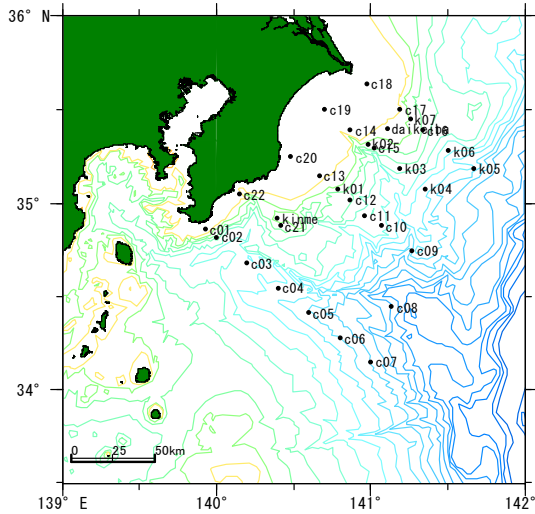 36° N
c18
c19
c17
k07
daikoku
c16
c14
k02
c15
k06
c20
c13
k03
k05
k01
k04
c22
c12
35°
kinme
c11
c21
c10
c01
c02
c09
c03
c04
c08
c05
c06
c07
34°
0 25 50km
139° E 140° 141° 142°